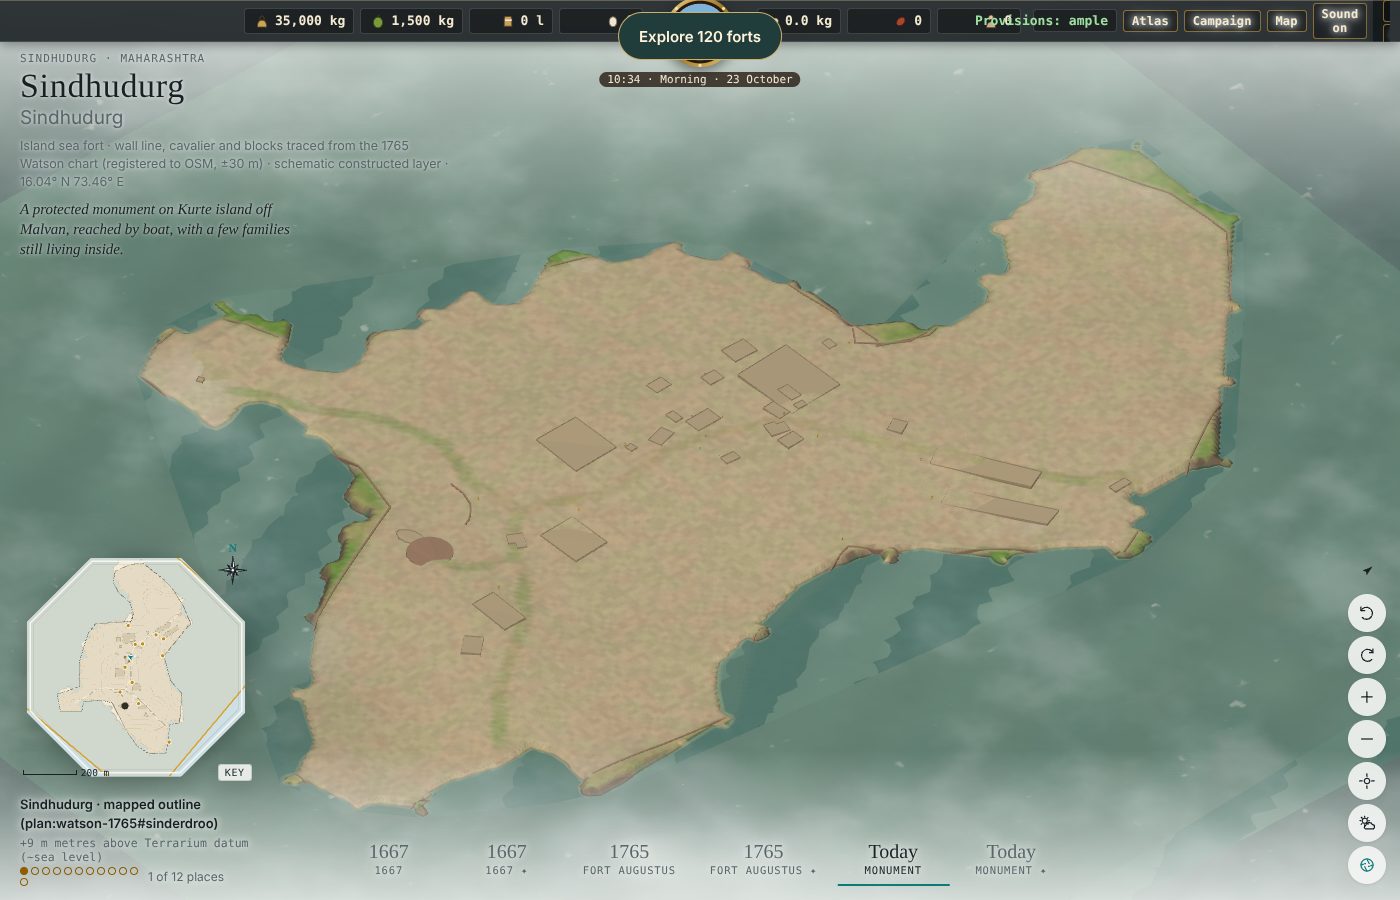 35,000 kg
1,500 kg
0 l
0.0 kg
0
Provisions: ample
Atlas
Campaign
Map
Sound
on
Explore 120 forts
10:34 · Morning · 23 October
SINDHUDURG · MAHARASHTRA
Sindhudurg
Sindhudurg
Island sea fort · wall line, cavalier and blocks traced from the 1765
Watson chart (registered to OSM, ±30 m) · schematic constructed layer ·
16.04° N 73.46° E
A protected monument on Kurte island off
Malvan, reached by boat, with a few families
still living inside.
N
200 m
KEY
Sindhudurg · mapped outline
(plan:watson-1765#sinderdroo)
+9 m metres above Terrarium datum
(~sea level)
1 of 12 places
1667
1667
1667
1667 ✦
1765
FORT AUGUSTUS
1765
FORT AUGUSTUS ✦
Today
MONUMENT
Today
MONUMENT ✦